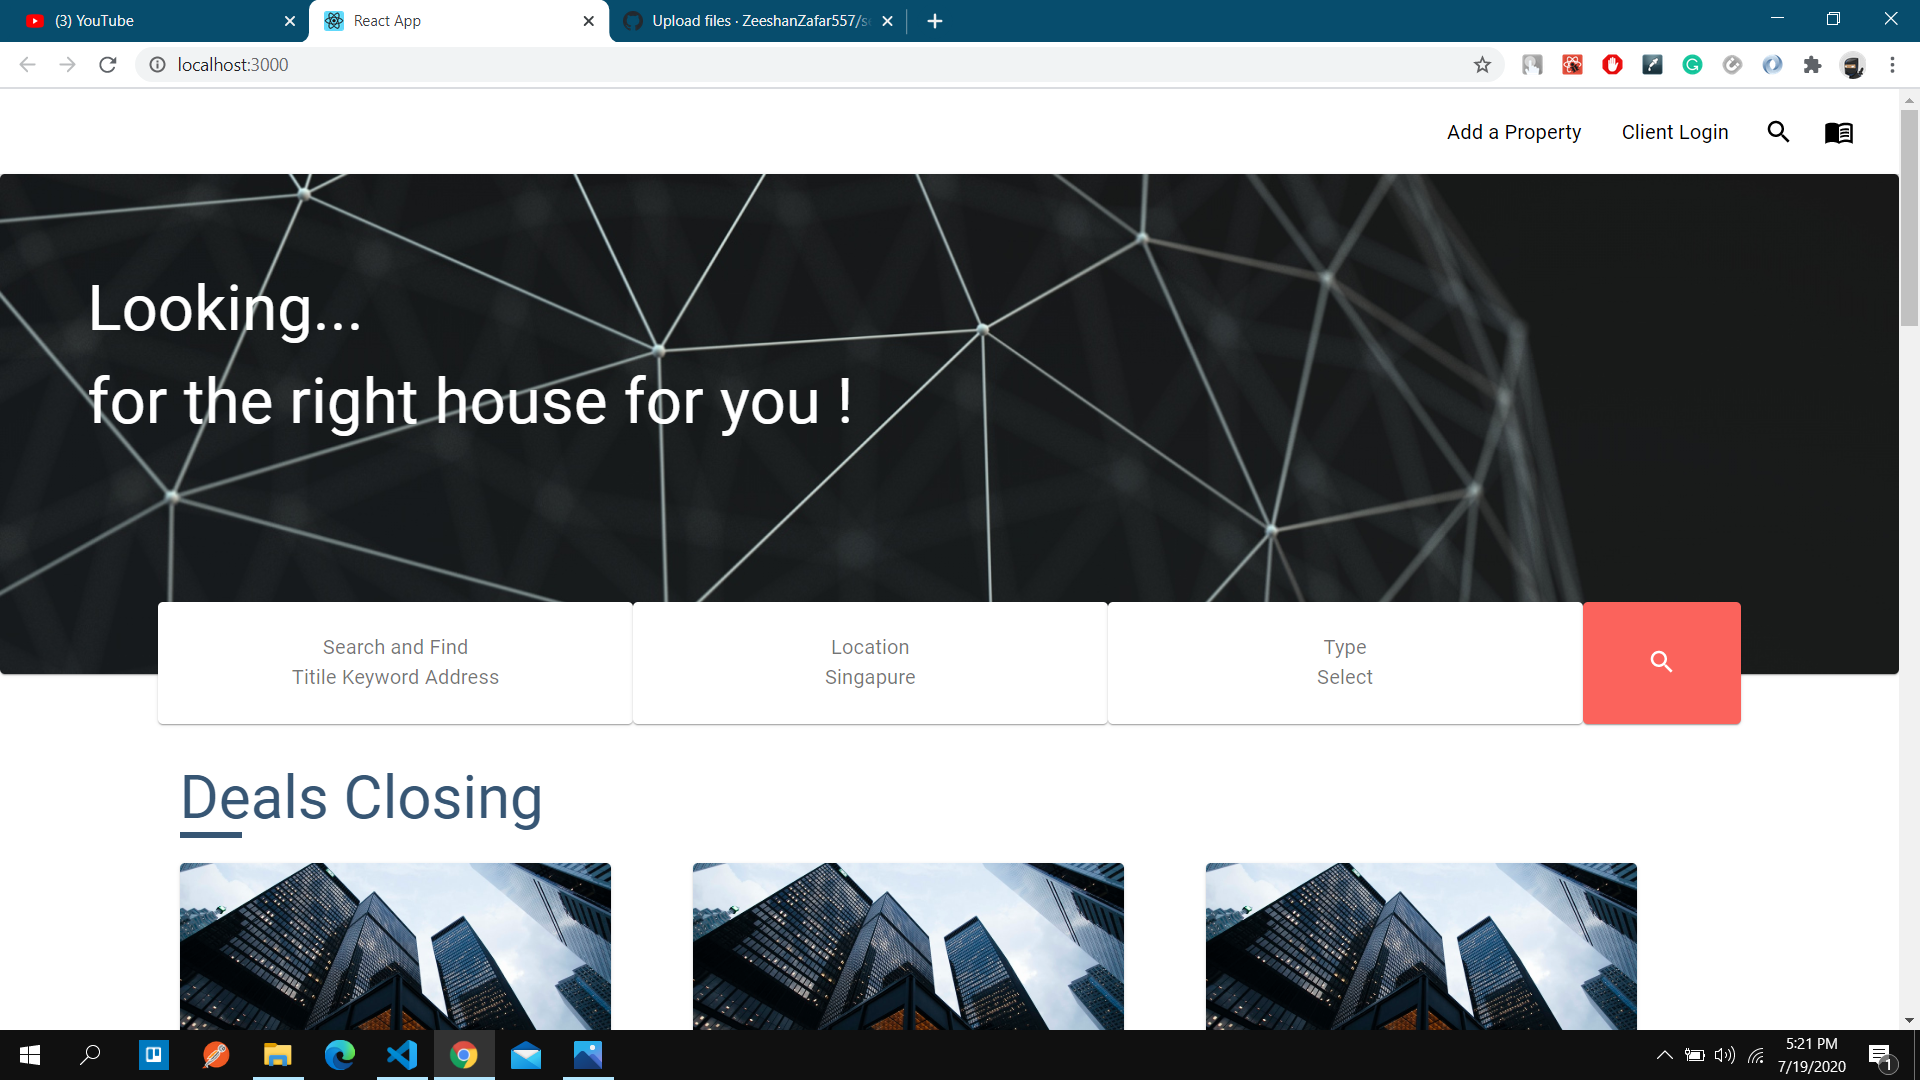 (3) YouTube
React App
Upload files · ZeeshanZafar557/s
localhost:3000
Add a Property
Client Login
Looking...
for the right house for you !
Search and Find
Titile Keyword Address
Location
Singapure
Type
Select
Deals Closing
5:21 PM
7/19/2020
1